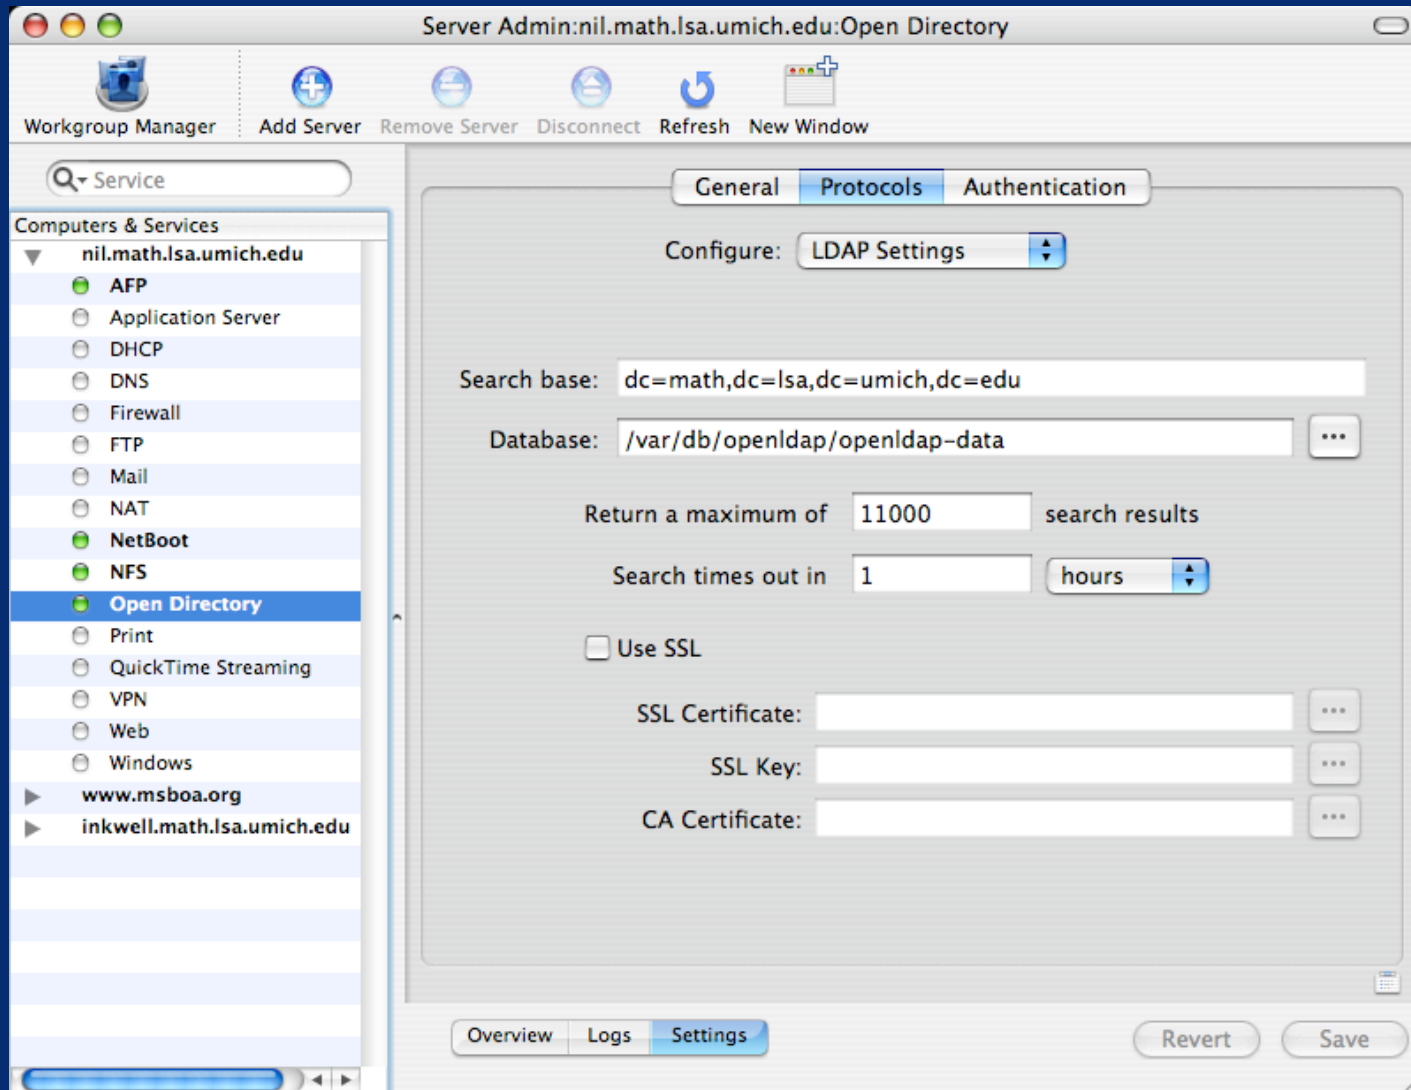 Server Admin:nil.math.lsa.umich.edu:Open Directory
Workgroup Manager
Add Server
Remove Server
Disconnect
Refresh
New Window
Service
Computers & Services
nil.math.lsa.umich.edu
AFP
Application Server
DHCP
DNS
Firewall
FTP
Mail
NAT
NetBoot
NFS
Open Directory
Print
QuickTime Streaming
VPN
Web
Windows
www.msboa.org
inkwell.math.lsa.umich.edu
General
Protocols
Authentication
Configure: LDAP Settings
Search base: dc=math,dc=lsa,dc=umich,dc=edu
Database: /var/db/openldap/openldap-data
Return a maximum of 11000 search results
Search times out in 1 hours
Use SSL
SSL Certificate:
SSL Key:
CA Certificate:
Overview
Logs
Settings
Revert
Save